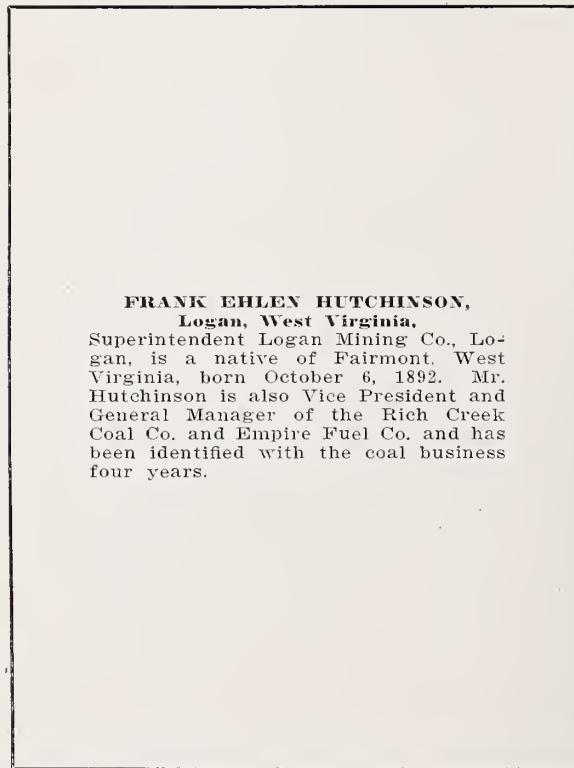 FRANK EHLEN HUTCHINSON,
Logan, West Virginia,
Superintendent Logan Mining Co., Lo-
gan, is a native of Fairmont, West
Virginia, born October 6, 1892. Mr.
Hutchinson is also Vice President and
General Manager of the Rich Creek
Coal Co. and Empire Fuel Co. and has
been identified with the coal business
four years.